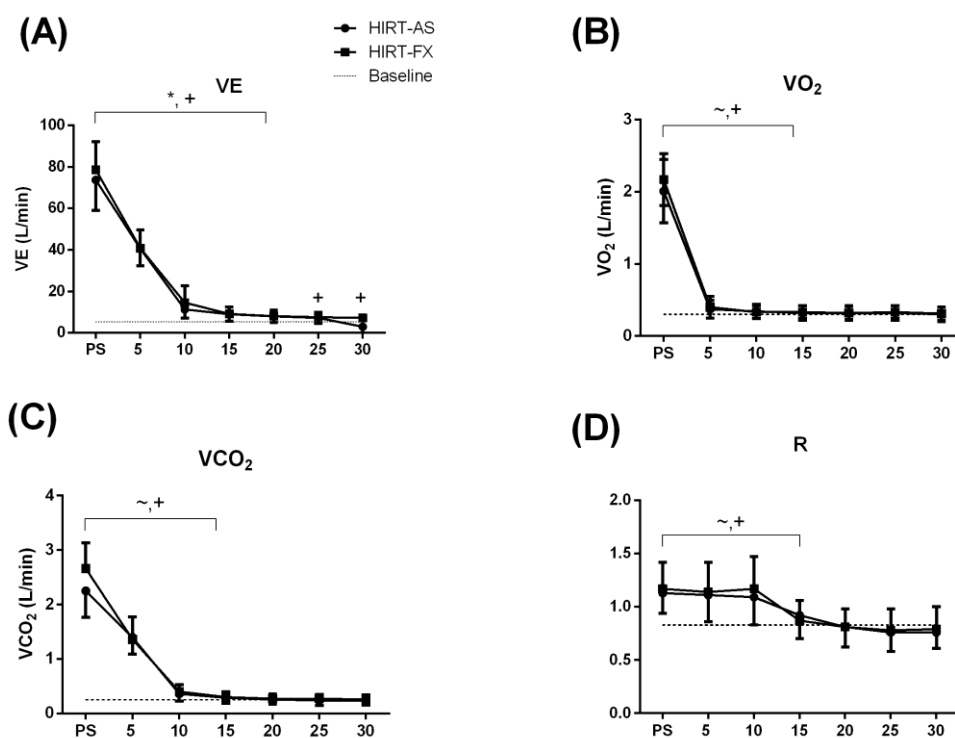 (A)
HIRT-AS
HIRT-FX
Baseline
VE
*, +
VE (L/min)
100
80
60
40
20
0
+ +
PS 5 10 15 20 25 30
(B)
VO₂
~,+
VO₂ (L/min)
3
2
1
0
PS 5 10 15 20 25 30
(C)
VCO₂
~,+
VCO₂ (L/min)
4
3
2
1
0
PS 5 10 15 20 25 30
(D)
R
~,+
2.0
1.5
1.0
0.5
0.0
PS 5 10 15 20 25 30